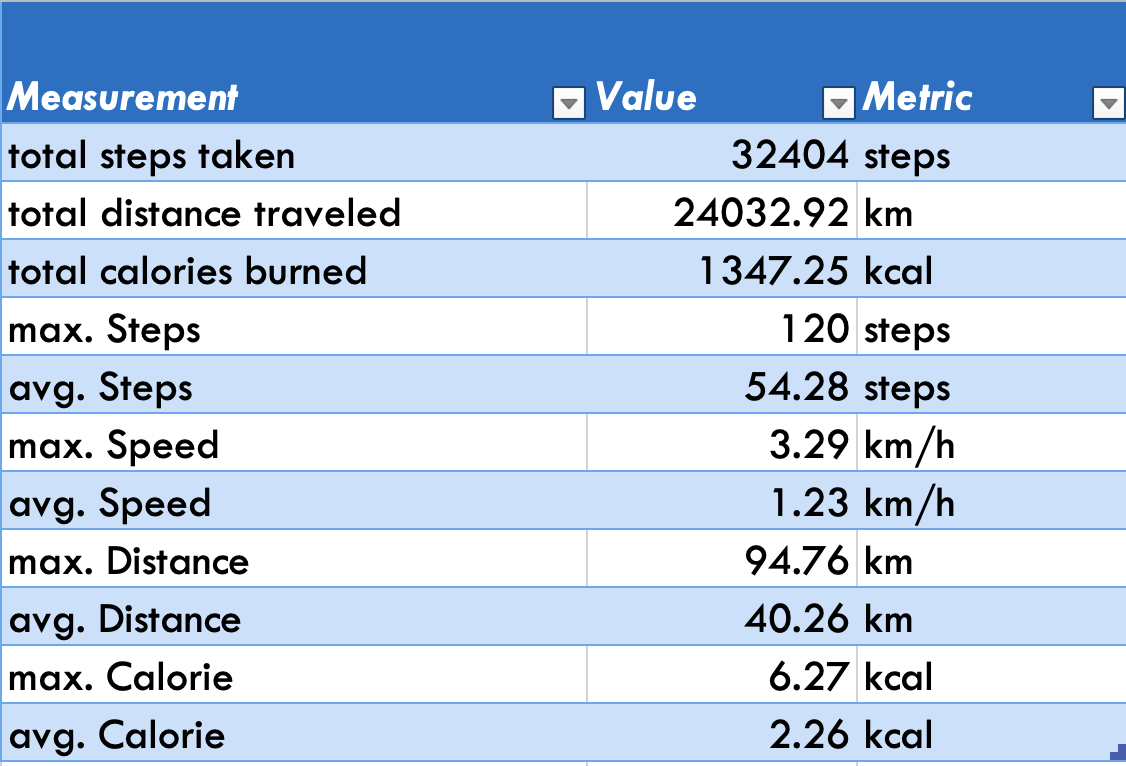 Measurement Value Metric
total steps taken 32404 steps
total distance traveled 24032.92 km
total calories burned 1347.25 kcal
max. Steps 120 steps
avg. Steps 54.28 steps
max. Speed 3.29 km/h
avg. Speed 1.23 km/h
max. Distance 94.76 km
avg. Distance 40.26 km
max. Calorie 6.27 kcal
avg. Calorie 2.26 kcal